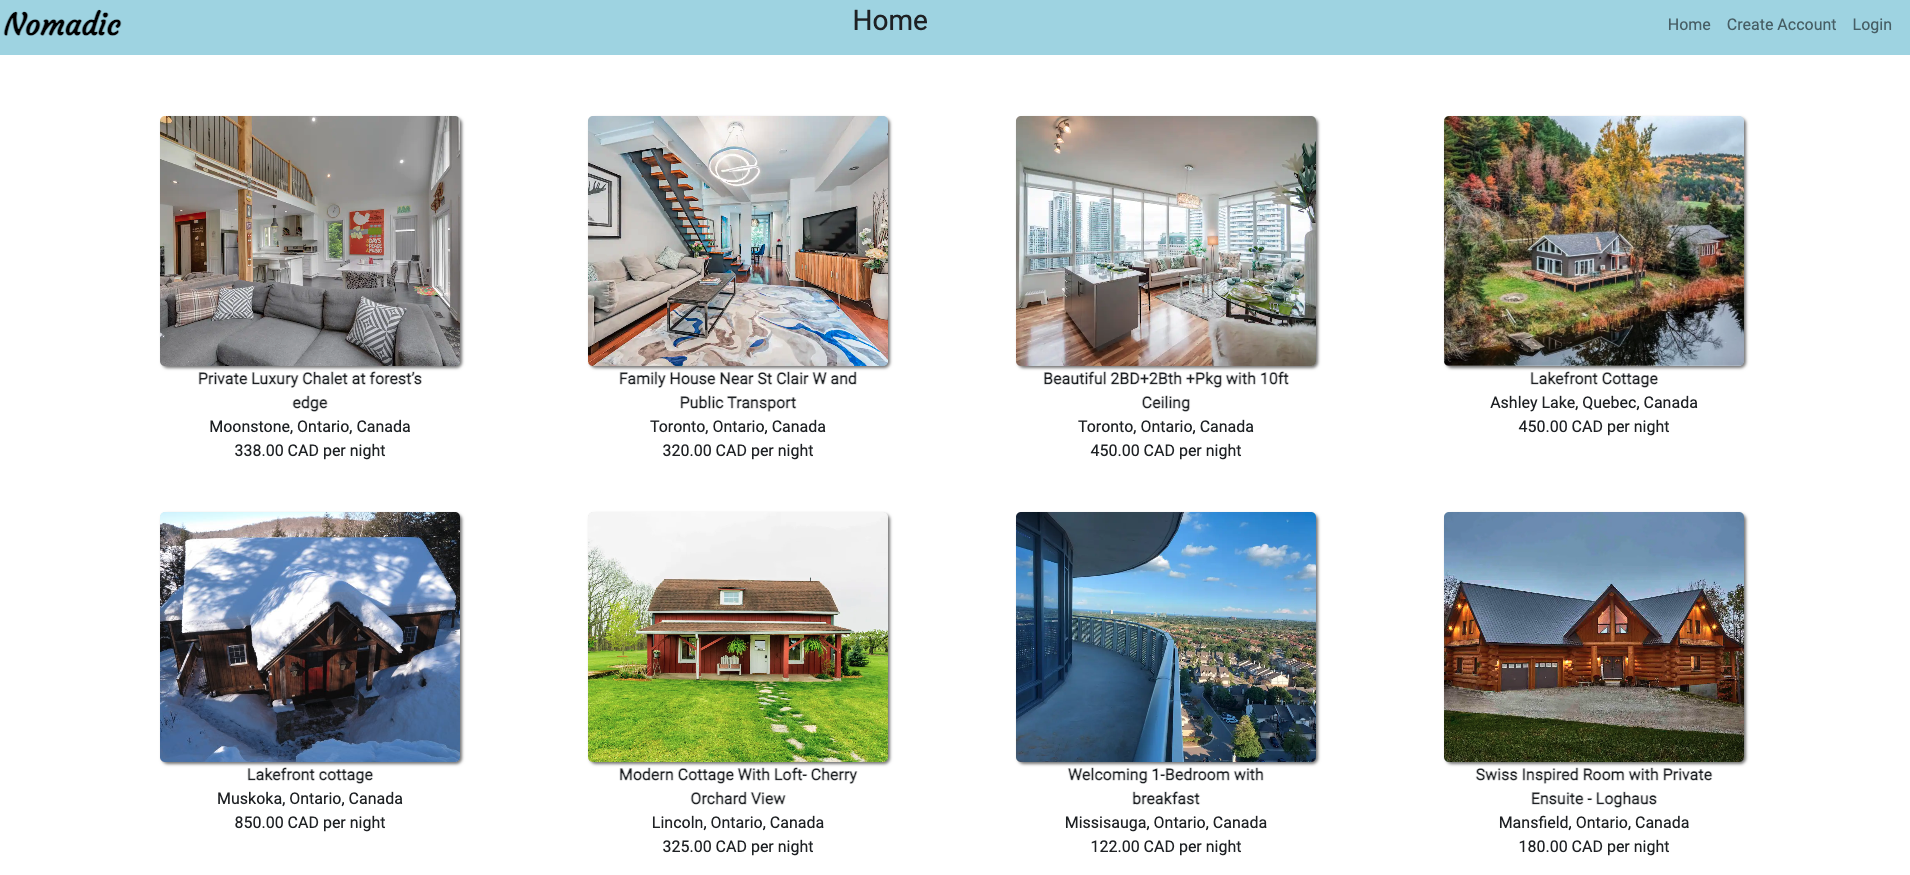 Nomadic
Home
Home Create Account Login
Private Luxury Chalet at forest’s
edge
Moonstone, Ontario, Canada
338.00 CAD per night
Family House Near St Clair W and
Public Transport
Toronto, Ontario, Canada
320.00 CAD per night
Beautiful 2BD+2Bth +Pkg with 10ft
Ceiling
Toronto, Ontario, Canada
450.00 CAD per night
Lakefront Cottage
Ashley Lake, Quebec, Canada
450.00 CAD per night
Lakefront cottage
Muskoka, Ontario, Canada
850.00 CAD per night
Modern Cottage With Loft- Cherry
Orchard View
Lincoln, Ontario, Canada
325.00 CAD per night
Welcoming 1-Bedroom with
breakfast
Missisauga, Ontario, Canada
122.00 CAD per night
Swiss Inspired Room with Private
Ensuite - Loghaus
Mansfield, Ontario, Canada
180.00 CAD per night